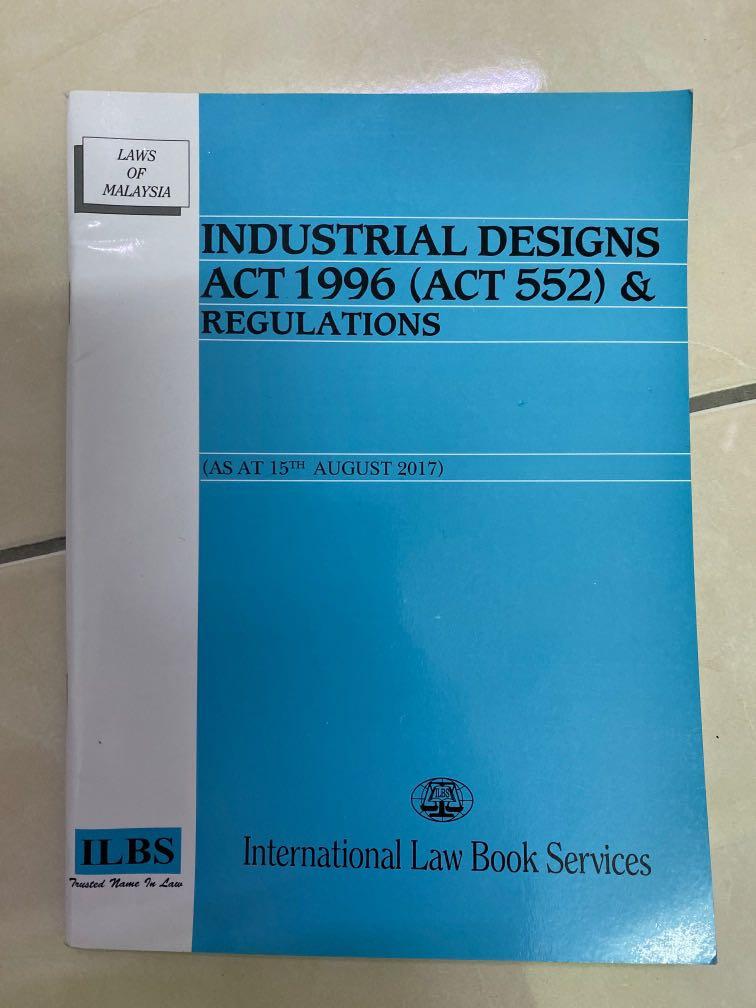 LAWS
OF
MALAYSIA
INDUSTRIAL DESIGNS
ACT 1996 (ACT 552) &
REGULATIONS
(AS AT 15TH AUGUST 2017)
ILBS
International Law Book Services
ILBS
Trusted Name In Law